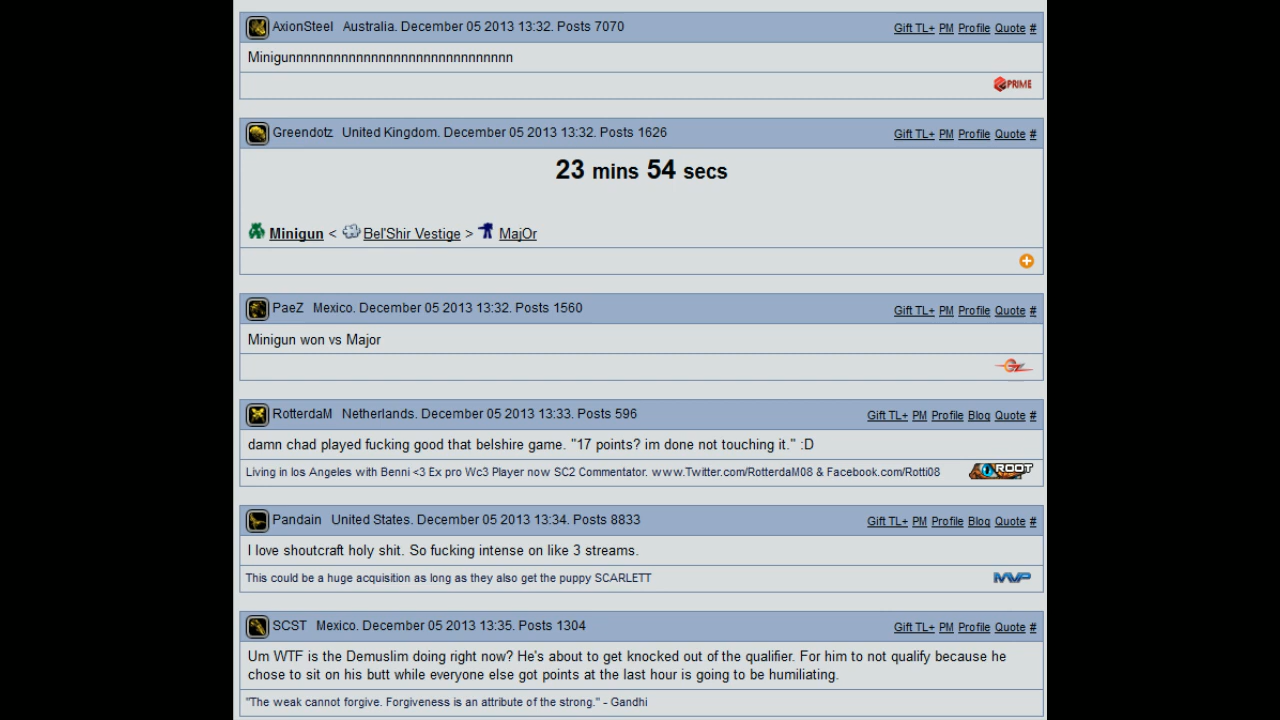 AxionSteel Australia. December 05 2013 13:32. Posts 7070 Gift TL+ PM Profile Quote #
Minigunnnnnnnnnnnnnnnnnnnnnnnnnnnnnn
PRIME
Greendotz United Kingdom. December 05 2013 13:32. Posts 1626 Gift TL+ PM Profile Quote #
23 mins 54 secs
Minigun < Bel'Shir Vestige > MajOr
PaeZ Mexico. December 05 2013 13:32. Posts 1560 Gift TL+ PM Profile Quote #
Minigun won vs Major
RotterdaM Netherlands. December 05 2013 13:33. Posts 596 Gift TL+ PM Profile Blog Quote #
damn chad played fucking good that belshire game. "17 points? im done not touching it." :D
Living in los Angeles with Benni <3 Ex pro Wc3 Player now SC2 Commentator. www.Twitter.com/RotterdaM08 & Facebook.com/Rotti08 ROOT
Pandain United States. December 05 2013 13:34. Posts 8833 Gift TL+ PM Profile Blog Quote #
I love shoutcraft holy shit. So fucking intense on like 3 streams.
This could be a huge acquisition as long as they also get the puppy SCARLETT MVP
SCST Mexico. December 05 2013 13:35. Posts 1304 Gift TL+ PM Profile Quote #
Um WTF is the Demuslim doing right now? He's about to get knocked out of the qualifier. For him to not qualify because he
chose to sit on his butt while everyone else got points at the last hour is going to be humiliating.
"The weak cannot forgive. Forgiveness is an attribute of the strong." - Gandhi